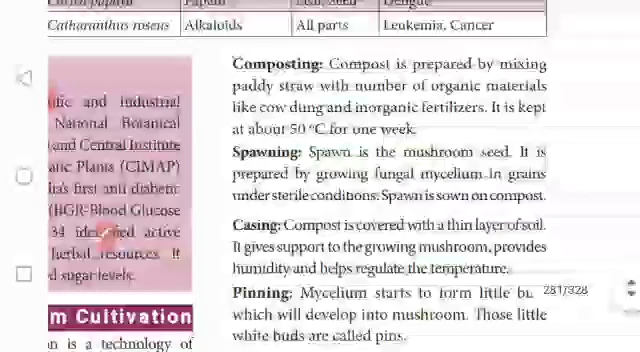 Catharanthus roseus Alkaloids All parts Leukemia, Cancer
and Industrial
National Botanical
and Central Institute
Plants (CIMAP)
first anti diabetic
(BGR-Blood Glucose
34 identified active
herbal resources. It
sugar levels.
m Cultivation
is a technology of
Composting: Compost is prepared by mixing
paddy straw with number of organic materials
like cow dung and inorganic fertilizers. It is kept
at about 50 °C for one week.
Spawning: Spawn is the mushroom seed. It is
prepared by growing fungal mycelium in grains
under sterile conditions. Spawn is sown on compost.
Casing: Compost is covered with a thin layer of soil.
It gives support to the growing mushroom, provides
humidity and helps regulate the temperature.
Pinning: Mycelium starts to form little
281/328
which will develop into mushroom. Those little
white buds are called pins.